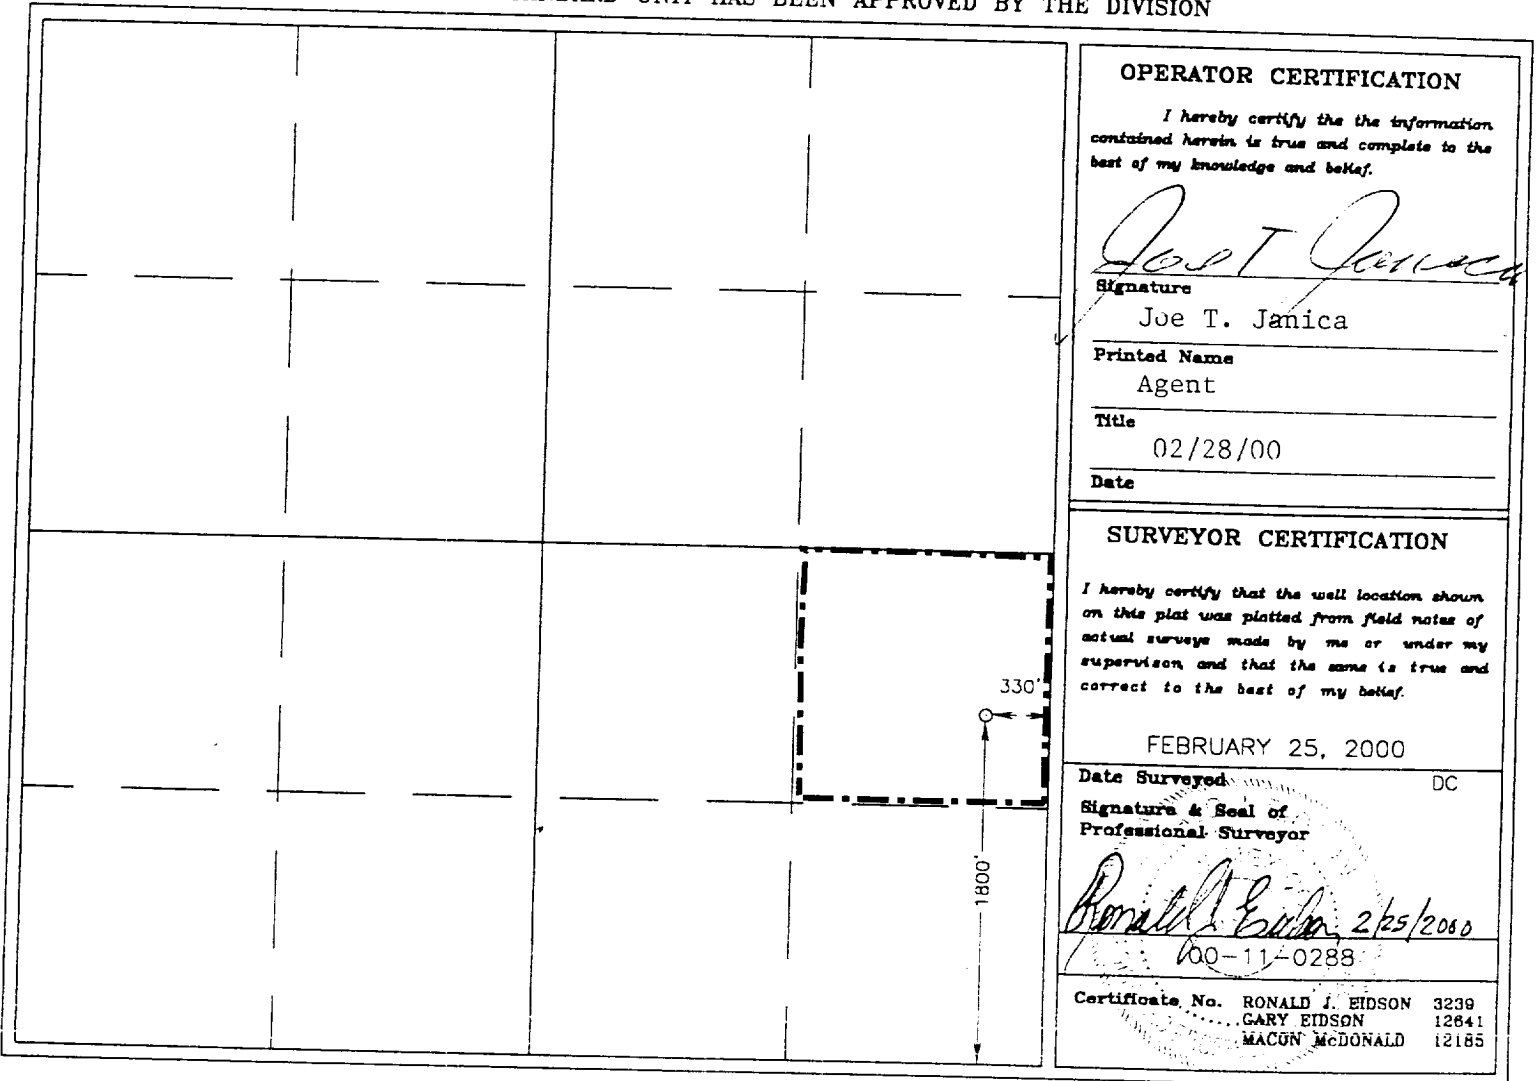 UNIT HAS BEEN APPROVED BY THE DIVISION
OPERATOR CERTIFICATION
I hereby certify the the information
contained herein is true and complete to the
best of my knowledge and belief.
Joe T Janica
Signature
Joe T. Janica
Printed Name
Agent
Title
02/28/00
Date
SURVEYOR CERTIFICATION
I hereby certify that the well location shown
on this plat was plotted from field notes of
actual surveys made by me or under my
supervison, and that the same is true and
correct to the best of my belief.
FEBRUARY 25, 2000
Date Surveyed DC
Signature & Seal of
Professional Surveyor
Ronald J Eidson 2/25/2000
00-11-0288
Certificate No. RONALD J. EIDSON 3239
GARY EIDSON 12641
MACON McDONALD 12185
330'
1800'